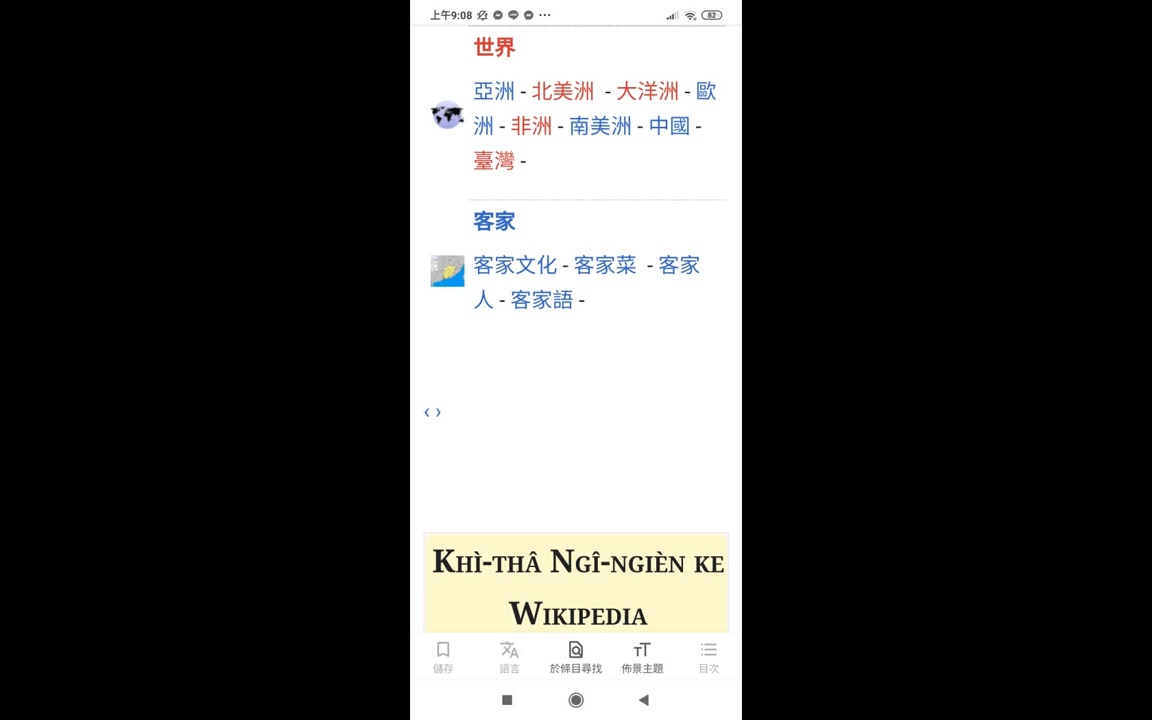 上午9:08 82
世界
亞洲 - 北美洲 - 大洋洲 - 歐
洲 - 非洲 - 南美洲 - 中國 -
臺灣 -
客家
客家文化 - 客家菜 - 客家
人 - 客家語 -
‹ ›
KHÌ-THÂ NGÎ-NGIÈN KE
WIKIPEDIA
儲存 語言 於條目尋找 佈景主題 目次